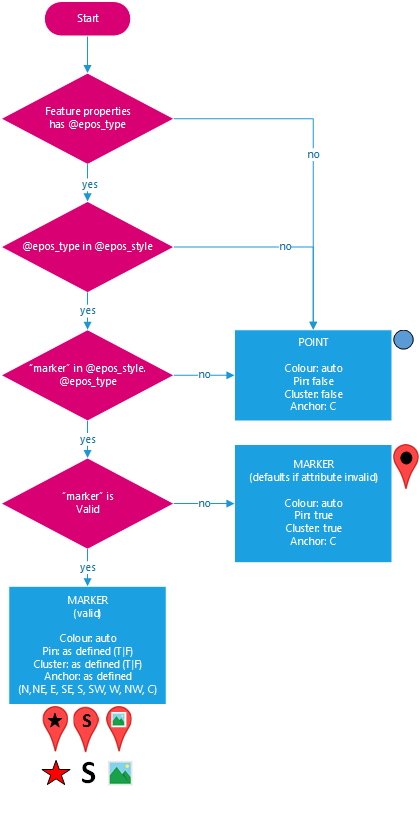 Start
Feature properties
has @epos_type
no
yes
@epos_type in @epos_style
no
yes
POINT
Colour: auto
Pin: false
Cluster: false
Anchor: C
"marker" in @epos_style.
@epos_type
no
yes
MARKER
(defaults if attribute invalid)
Colour: auto
Pin: true
Cluster: true
Anchor: C
"marker" is
Valid
no
yes
MARKER
(valid)
Colour: auto
Pin: as defined (T|F)
Cluster: as defined (T|F)
Anchor: as defined
(N,NE, E, SE, S, SW, W, NW, C)
S
S